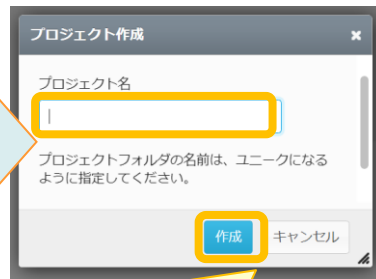 プロジェクト作成
プロジェクト名
プロジェクトフォルダの名前は、ユニークになる
ように指定してください。
作成 キャンセル